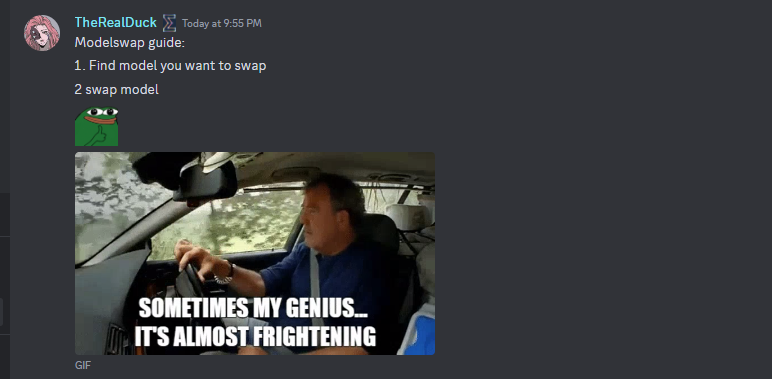 TheRealDuck Today at 9:55 PM
Modelswap guide:
1. Find model you want to swap
2 swap model
SOMETIMES MY GENIUS...
IT'S ALMOST FRIGHTENING
GIF